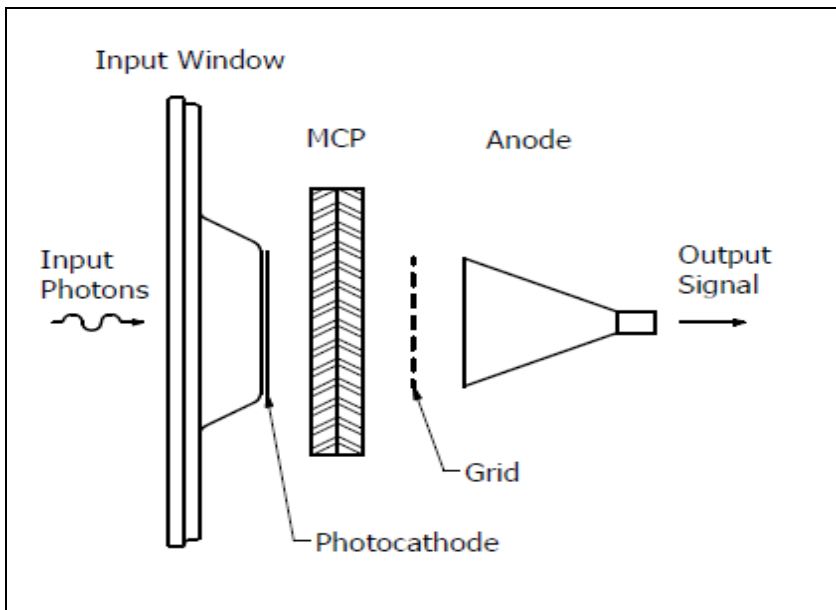 Input Window
MCP
Anode
Input
Photons
Output
Signal
Grid
Photocathode